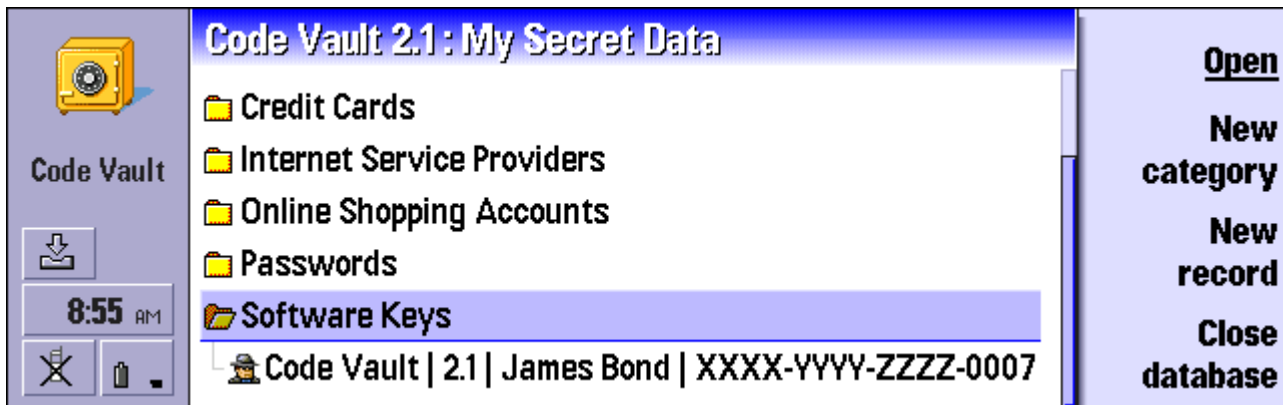 Code Vault
8:55 AM
Code Vault 2.1 : My Secret Data
Credit Cards
Internet Service Providers
Online Shopping Accounts
Passwords
Software Keys
Code Vault | 2.1 | James Bond | XXXX-YYYY-ZZZZ-0007
Open
New
category
New
record
Close
database